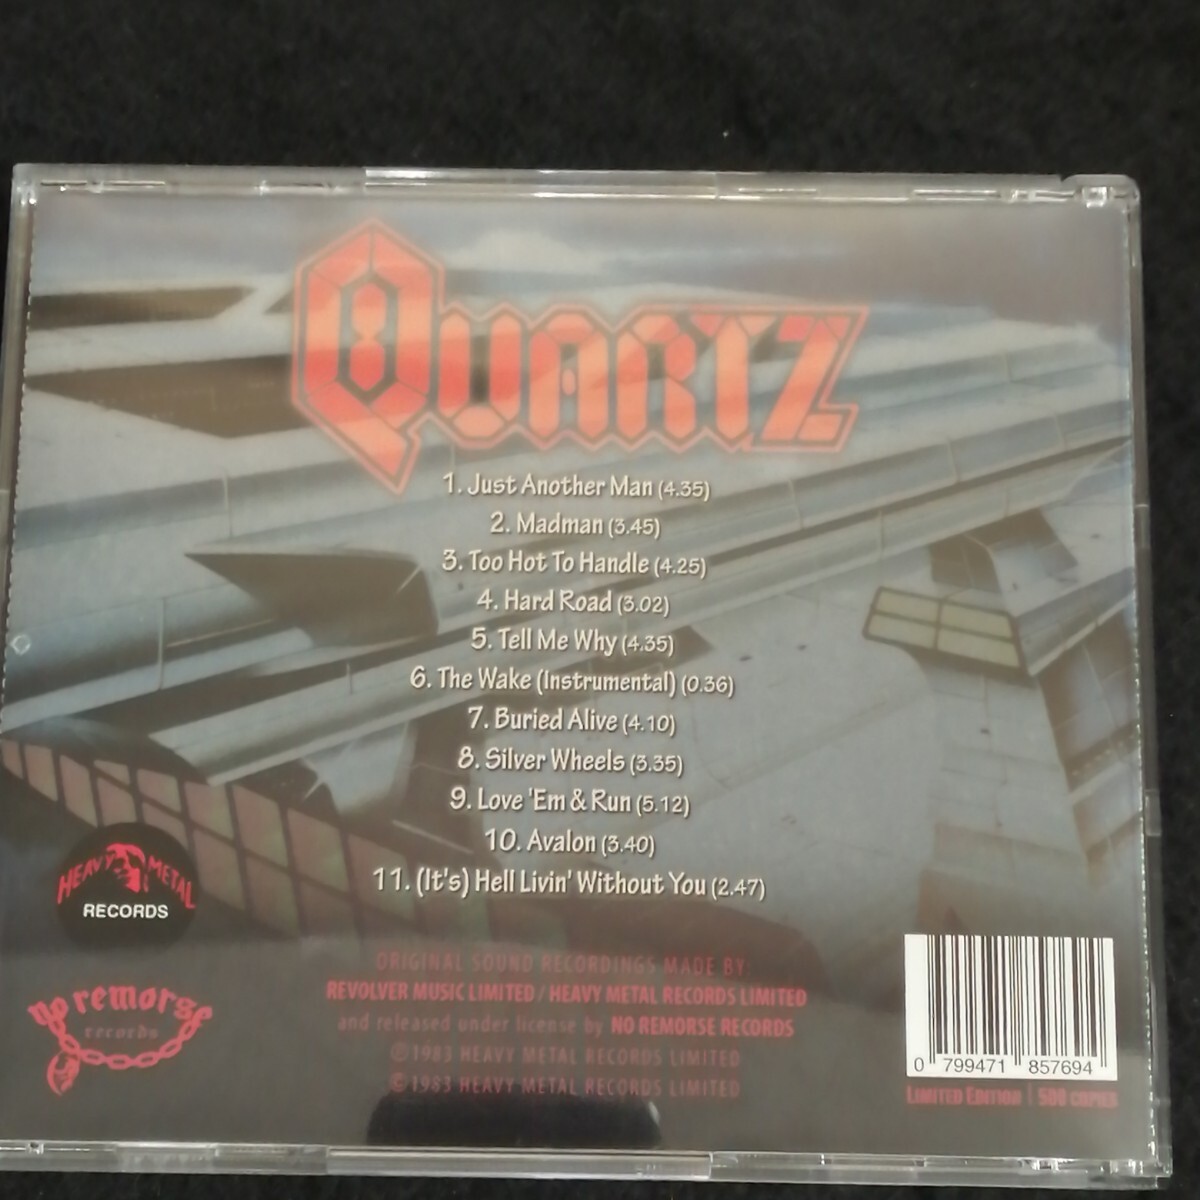 QUARTZ
1. Just Another Man (4.35)
2. Madman (3.45)
3. Too Hot To Handle (4.25)
4. Hard Road (3.02)
5. Tell Me Why (4.35)
6. The Wake (Instrumental) (0.36)
7. Buried Alive (4.10)
8. Silver Wheels (3.35)
9. Love 'Em & Run (5.12)
10. Avalon (3.40)
11. (It's) Hell Livin' Without You (2.47)
HEAVY METAL
RECORDS
no remorse
records
ORIGINAL SOUND RECORDINGS MADE BY:
REVOLVER MUSIC LIMITED / HEAVY METAL RECORDS LIMITED
and released under license by NO REMORSE RECORDS
℗1983 HEAVY METAL RECORDS LIMITED
©1983 HEAVY METAL RECORDS LIMITED
0 799471 857694
LIMITED EDITION | 500 COPIES